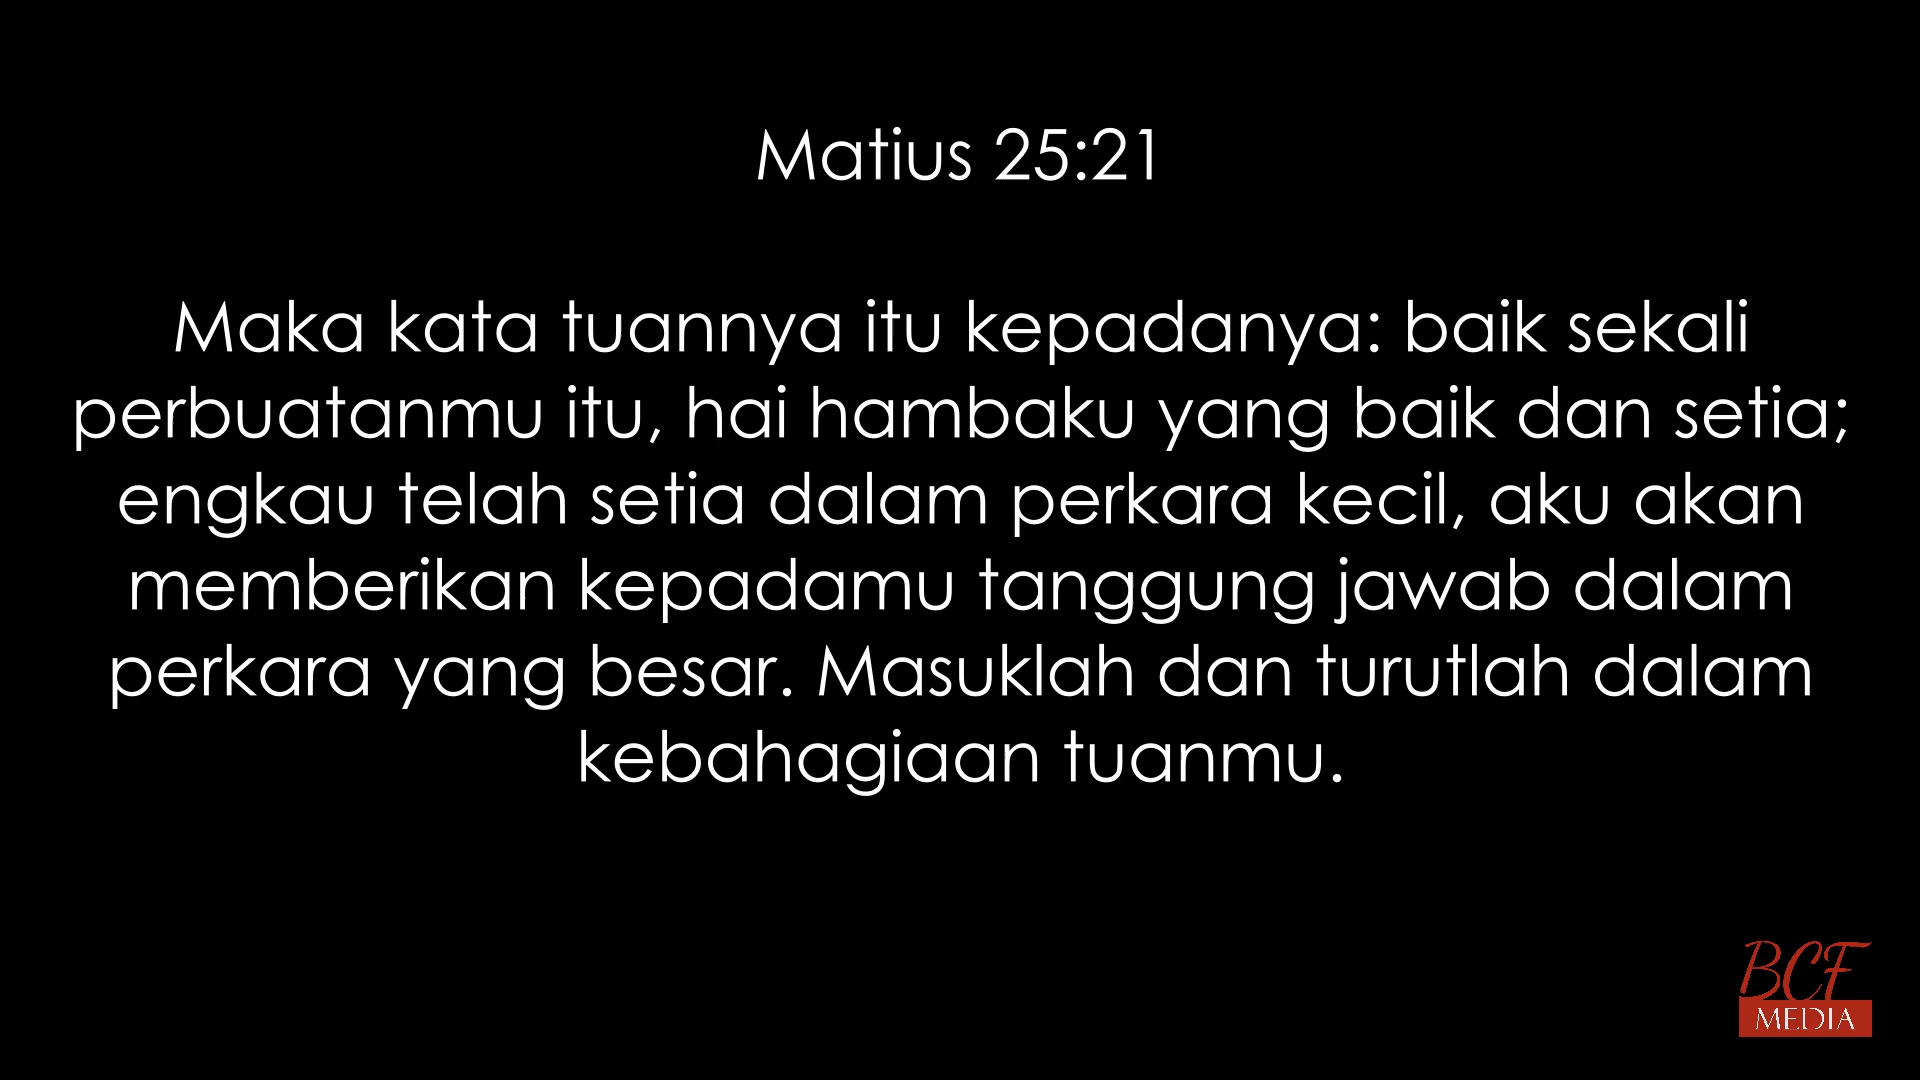 Matius 25:21
Maka kata tuannya itu kepadanya: baik sekali
perbuatanmu itu, hai hambaku yang baik dan setia;
engkau telah setia dalam perkara kecil, aku akan
memberikan kepadamu tanggung jawab dalam
perkara yang besar. Masuklah dan turutlah dalam
kebahagiaan tuanmu.
BCF
MEDIA